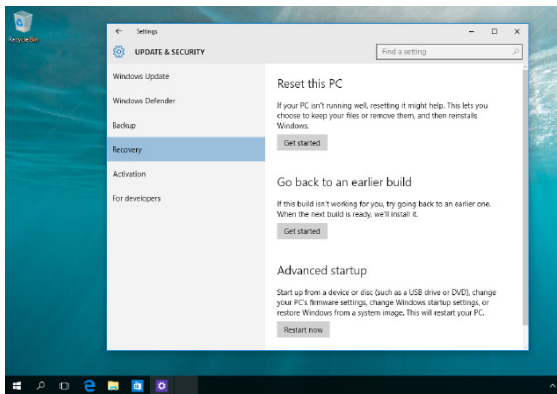 Recycle Bin
Settings
UPDATE & SECURITY
Find a setting
Windows Update
Windows Defender
Backup
Recovery
Activation
For developers
Reset this PC
If your PC isn't running well, resetting it might help. This lets you
choose to keep your files or remove them, and then reinstalls
Windows.
Get started
Go back to an earlier build
If this build isn't working for you, try going back to an earlier one.
When the next build is ready, we'll install it.
Get started
Advanced startup
Start up from a device or disc (such as a USB drive or DVD), change
your PC's firmware settings, change Windows startup settings, or
restore Windows from a system image. This will restart your PC.
Restart now